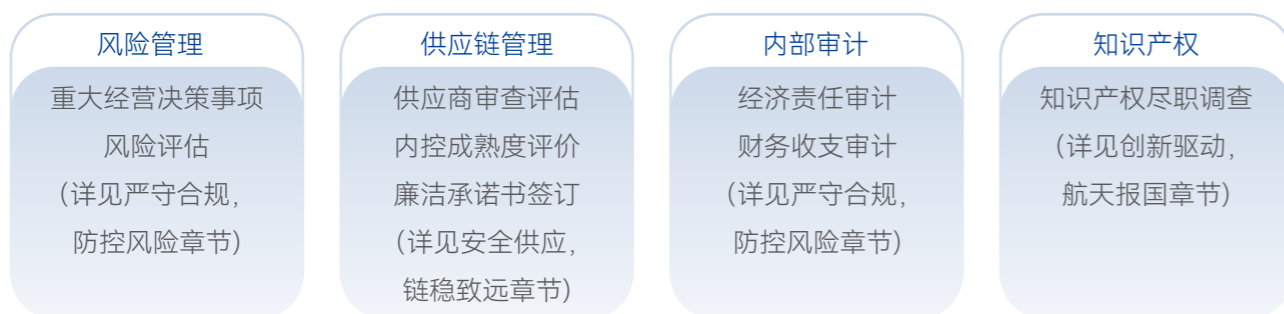 风险管理
重大经营决策事项
风险评估
（详见严守合规，
防控风险章节）
供应链管理
供应商审查评估
内控成熟度评价
廉洁承诺书签订
（详见安全供应，
链稳致远章节）
内部审计
经济责任审计
财务收支审计
（详见严守合规，
防控风险章节）
知识产权
知识产权尽职调查
（详见创新驱动，
航天报国章节）